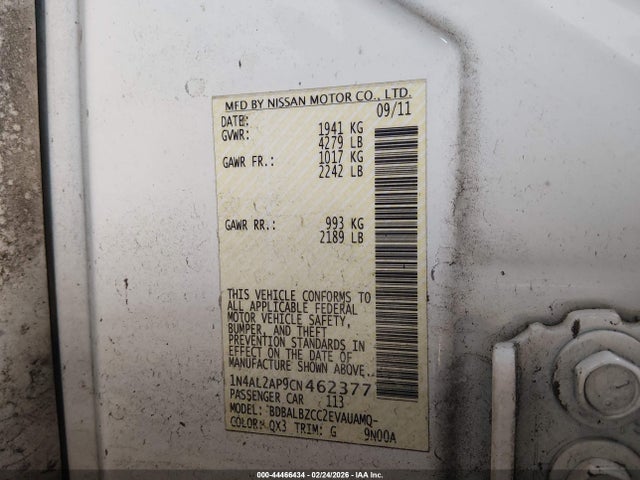 MFD BY NISSAN MOTOR CO., LTD.
DATE: 09/11
GVWR: 1941 KG
4279 LB
GAWR FR.: 1017 KG
2242 LB
GAWR RR.: 993 KG
2189 LB
THIS VEHICLE CONFORMS TO
ALL APPLICABLE FEDERAL
MOTOR VEHICLE SAFETY,
BUMPER, AND THEFT
PREVENTION STANDARDS IN
EFFECT ON THE DATE OF
MANUFACTURE SHOWN ABOVE.
1N4AL2AP9CN462377
PASSENGER CAR 113
MODEL: BDBALBZCC2EVAUAMQ-
COLOR: QX3 TRIM: G 9N00A
000-44466434 - 02/24/2026 - IAA Inc.